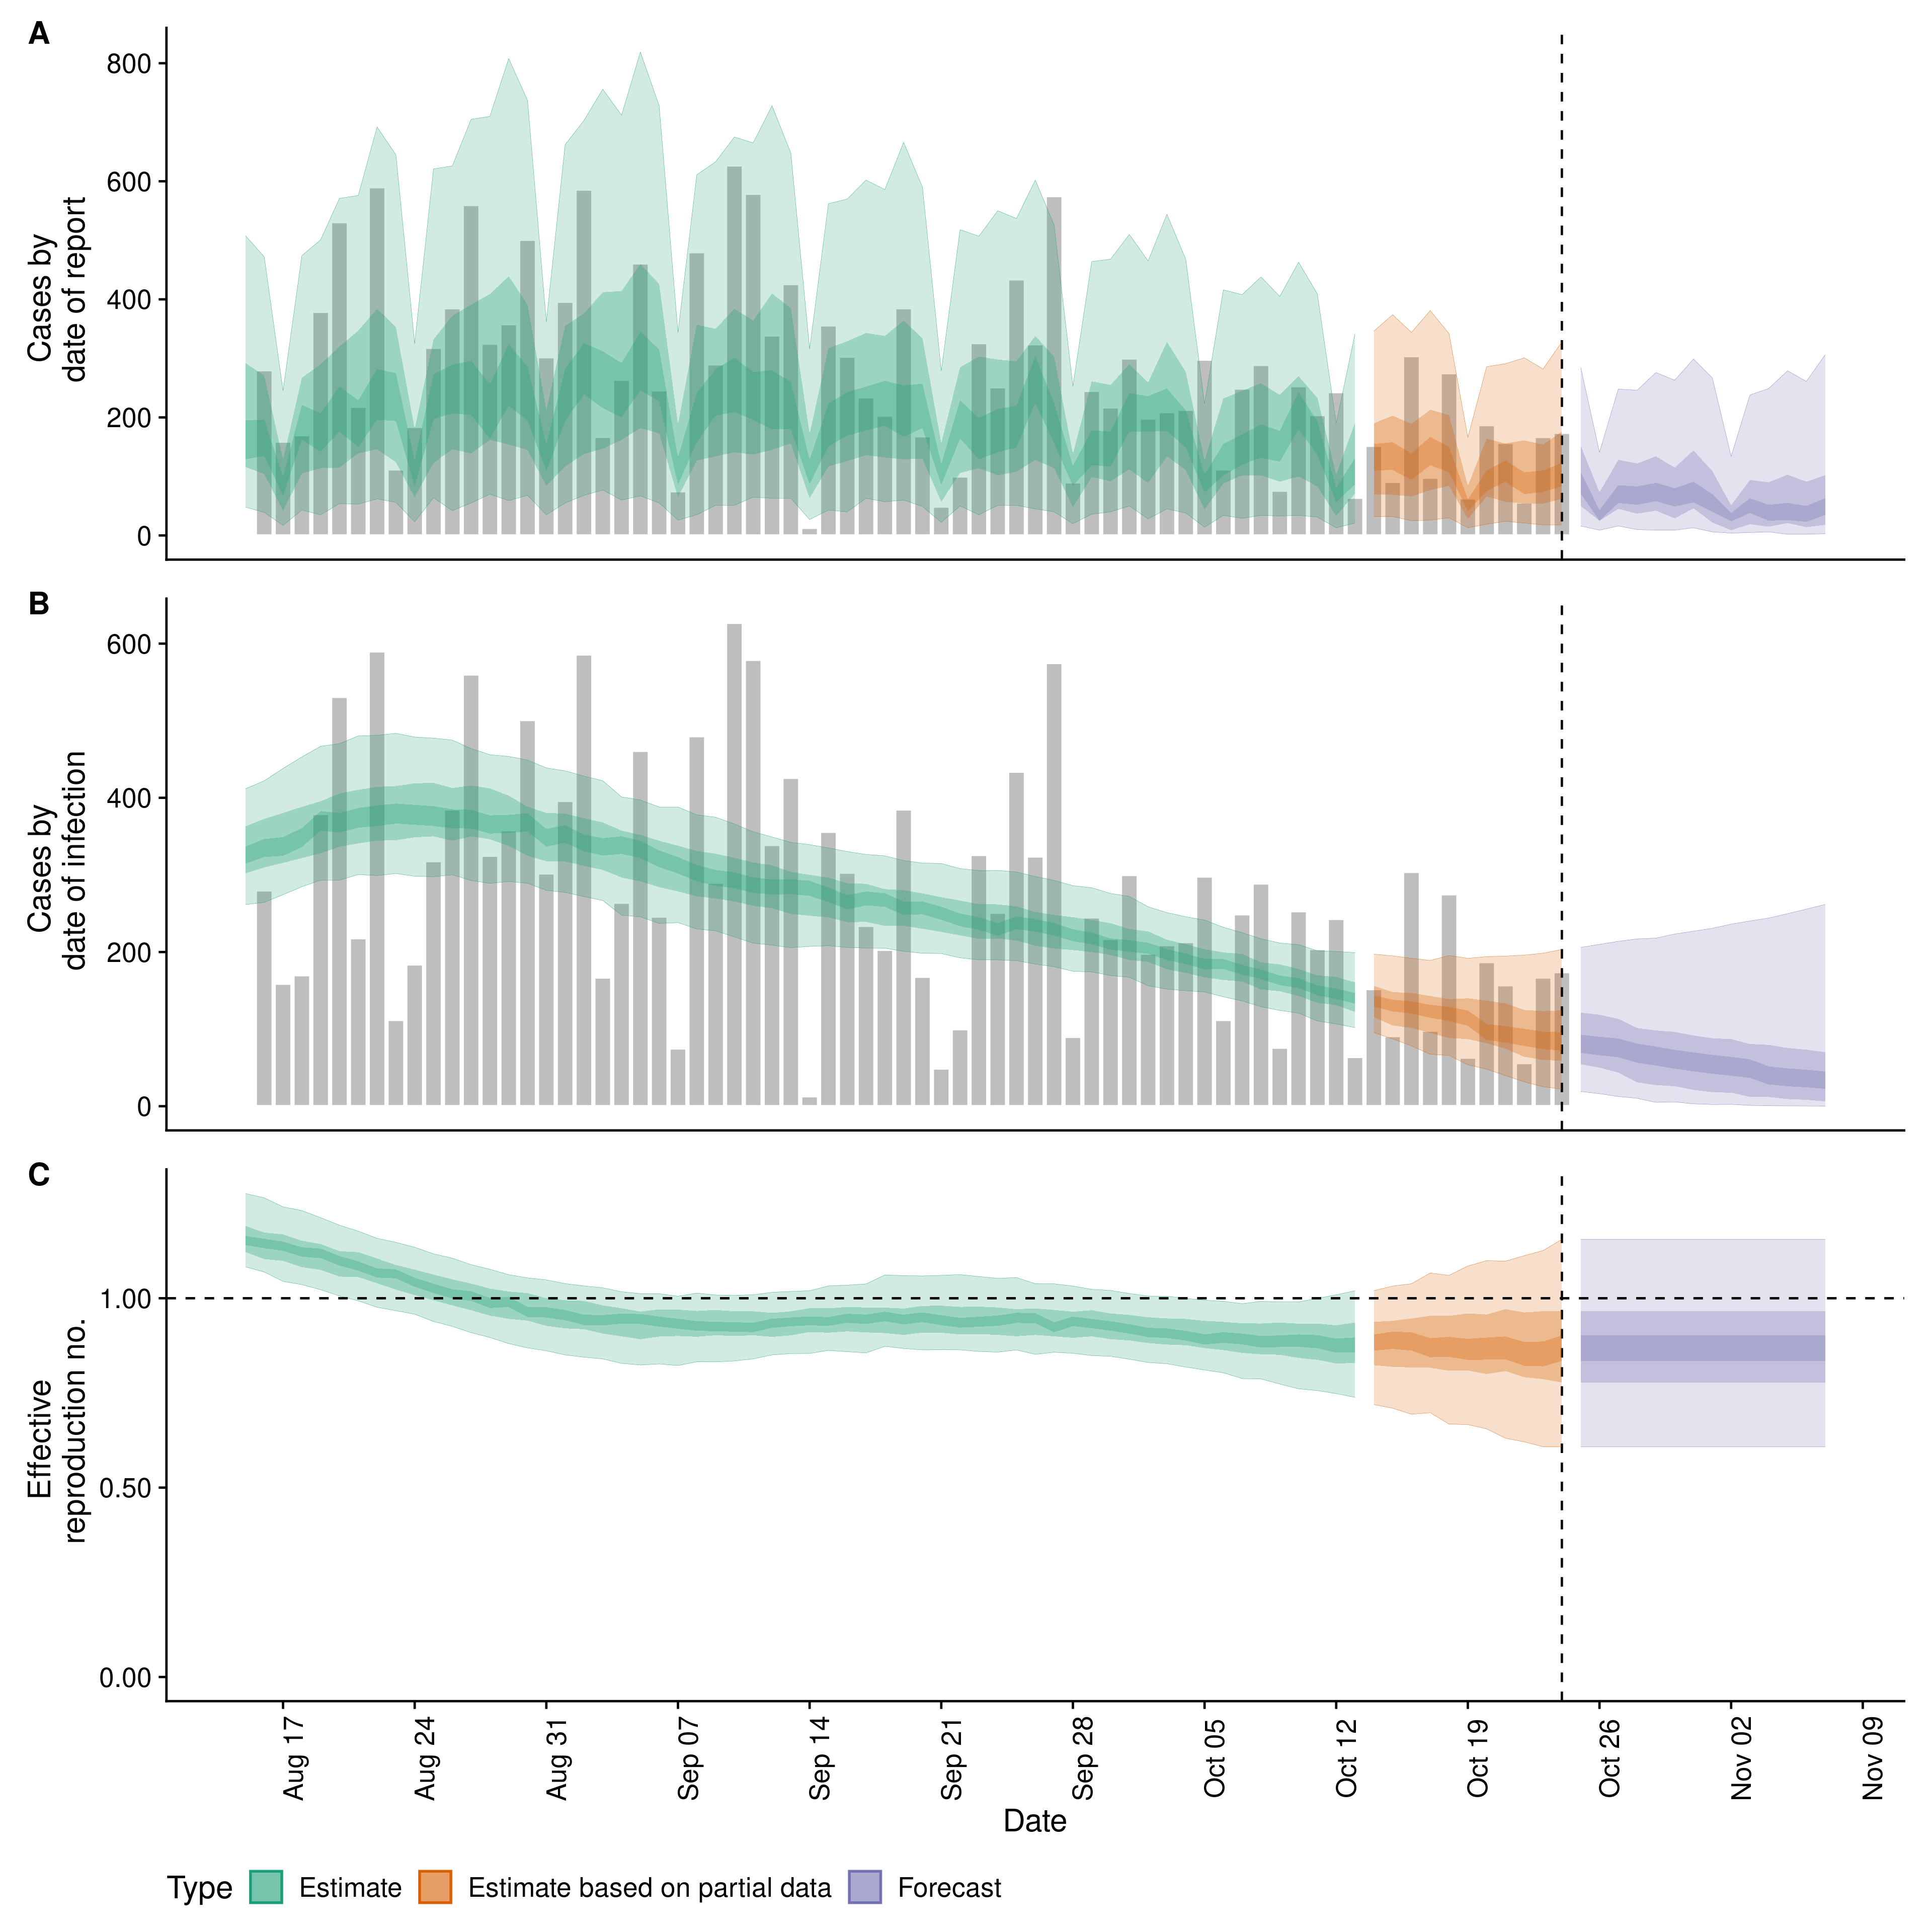 A
Cases by
date of report
800
600
400
200
0
B
Cases by
date of infection
600
400
200
0
C
Effective
reproduction no.
1.00
0.50
0.00
Aug 17
Aug 24
Aug 31
Sep 07
Sep 14
Sep 21
Sep 28
Oct 05
Oct 12
Oct 19
Oct 26
Nov 02
Nov 09
Date
Type Estimate Estimate based on partial data Forecast